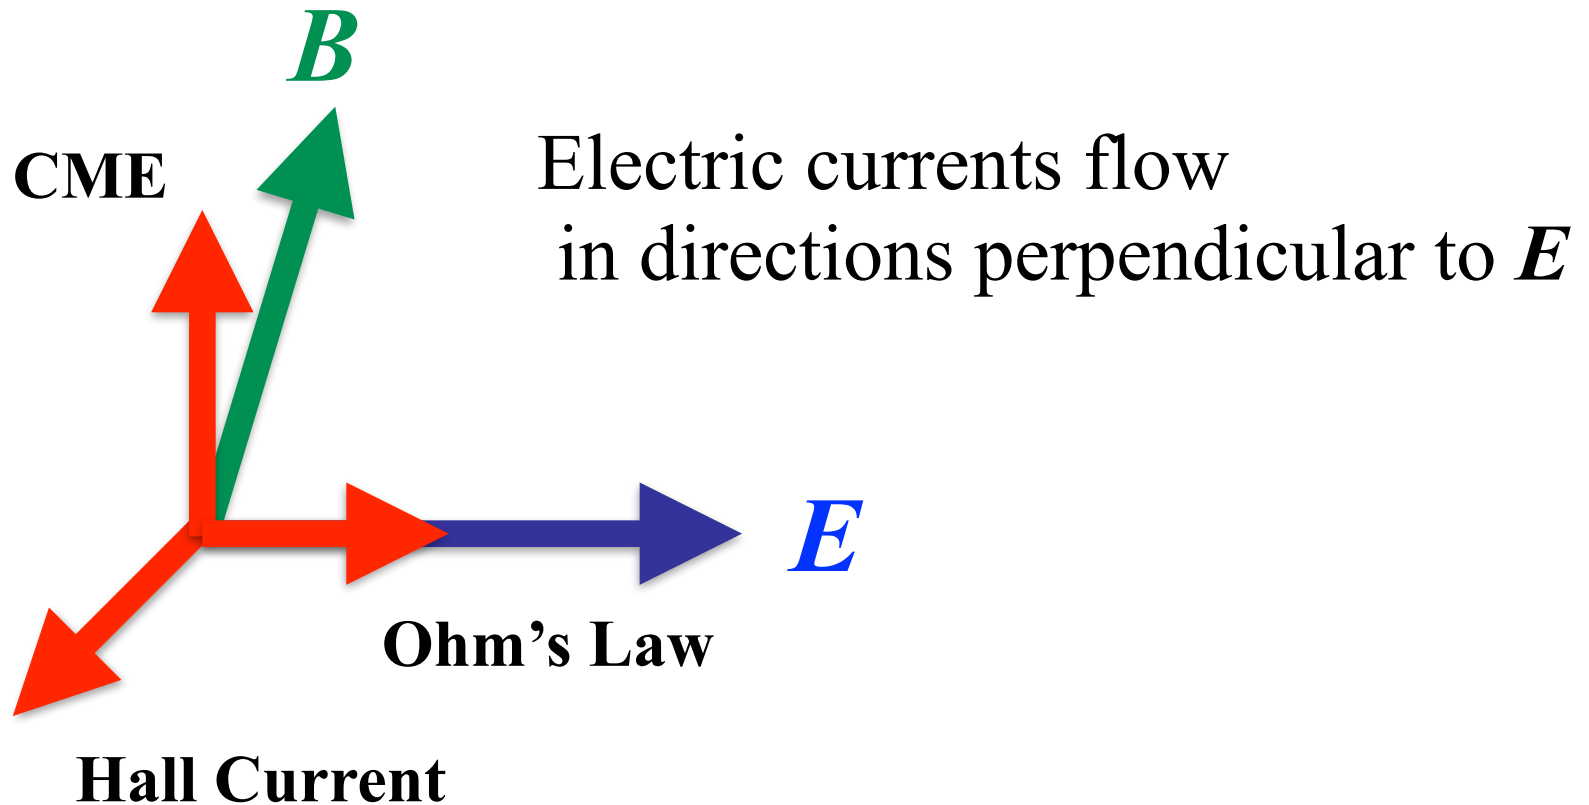 B
CME
Electric currents flow
in directions perpendicular to E
E
Ohm’s Law
Hall Current